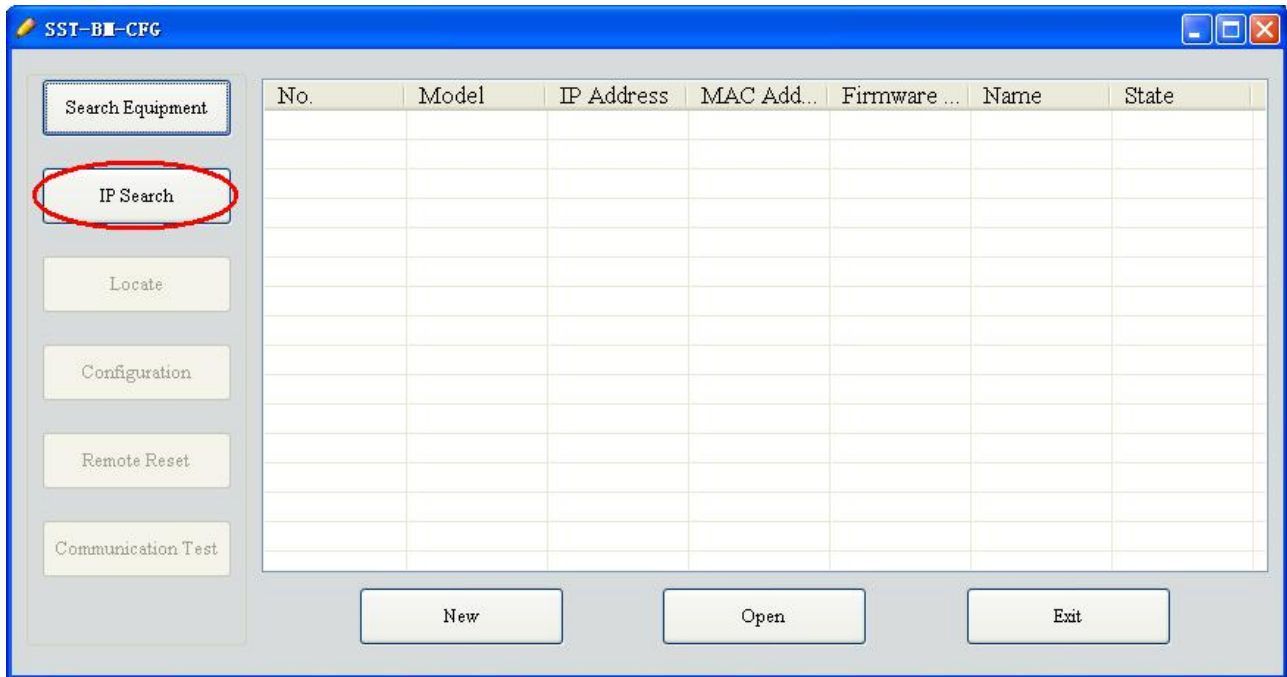 SST-BM-CFG
Search Equipment
IP Search
Locate
Configuration
Remote Reset
Communication Test
No. Model IP Address MAC Add... Firmware ... Name State
New Open Exit